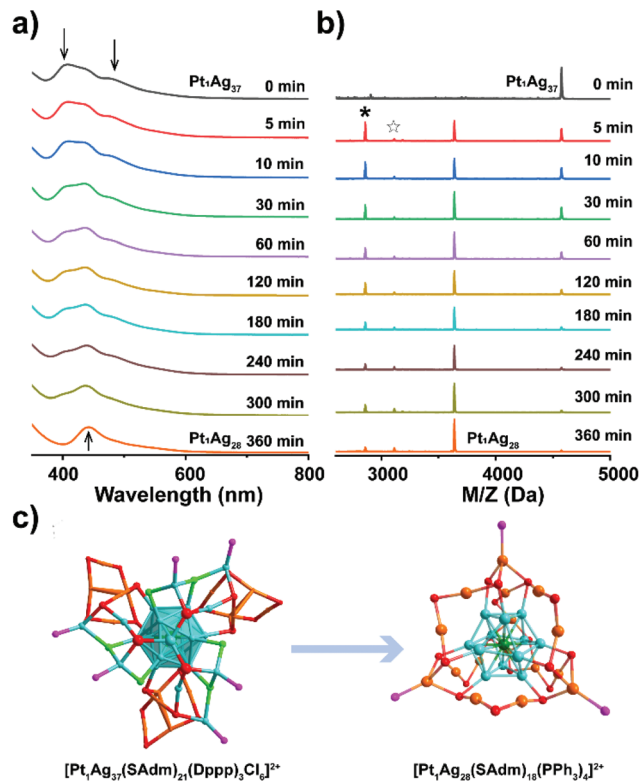 a)
Pt₁Ag₃₇ 0 min
5 min
10 min
30 min
60 min
120 min
180 min
240 min
300 min
Pt₁Ag₂₈ 360 min
400 600 800
Wavelength (nm)
b)
Pt₁Ag₃₇ 0 min
* ☆ 5 min
10 min
30 min
60 min
120 min
180 min
240 min
300 min
Pt₁Ag₂₈ 360 min
3000 4000 5000
M/Z (Da)
c)
[Pt₁Ag₃₇(SAdm)₂₁(Dppp)₃Cl₆]²⁺
[Pt₁Ag₂₈(SAdm)₁₈(PPh₃)₄]²⁺